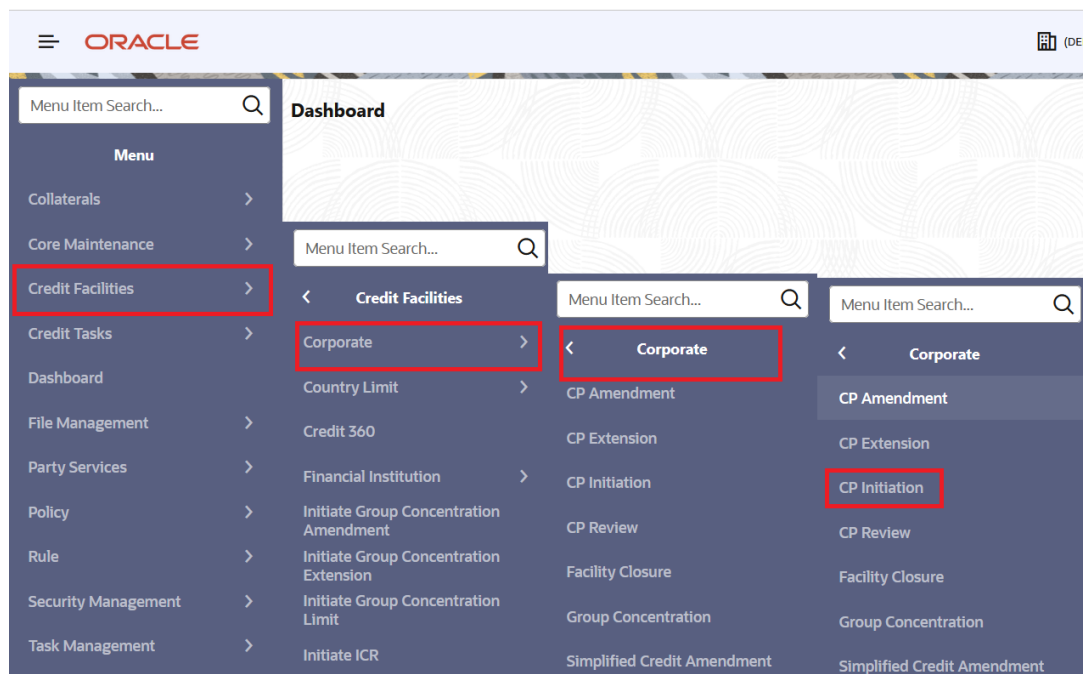 ORACLE
(DE
Menu Item Search...
Menu
Collaterals
Core Maintenance
Credit Facilities
Credit Tasks
Dashboard
File Management
Party Services
Policy
Rule
Security Management
Task Management
Dashboard
Menu Item Search...
Credit Facilities
Corporate
Country Limit
Credit 360
Financial Institution
Initiate Group Concentration
Amendment
Initiate Group Concentration
Extension
Initiate Group Concentration
Limit
Initiate ICR
Menu Item Search...
Corporate
CP Amendment
CP Extension
CP Initiation
CP Review
Facility Closure
Group Concentration
Simplified Credit Amendment
Menu Item Search...
Corporate
CP Amendment
CP Extension
CP Initiation
CP Review
Facility Closure
Group Concentration
Simplified Credit Amendment